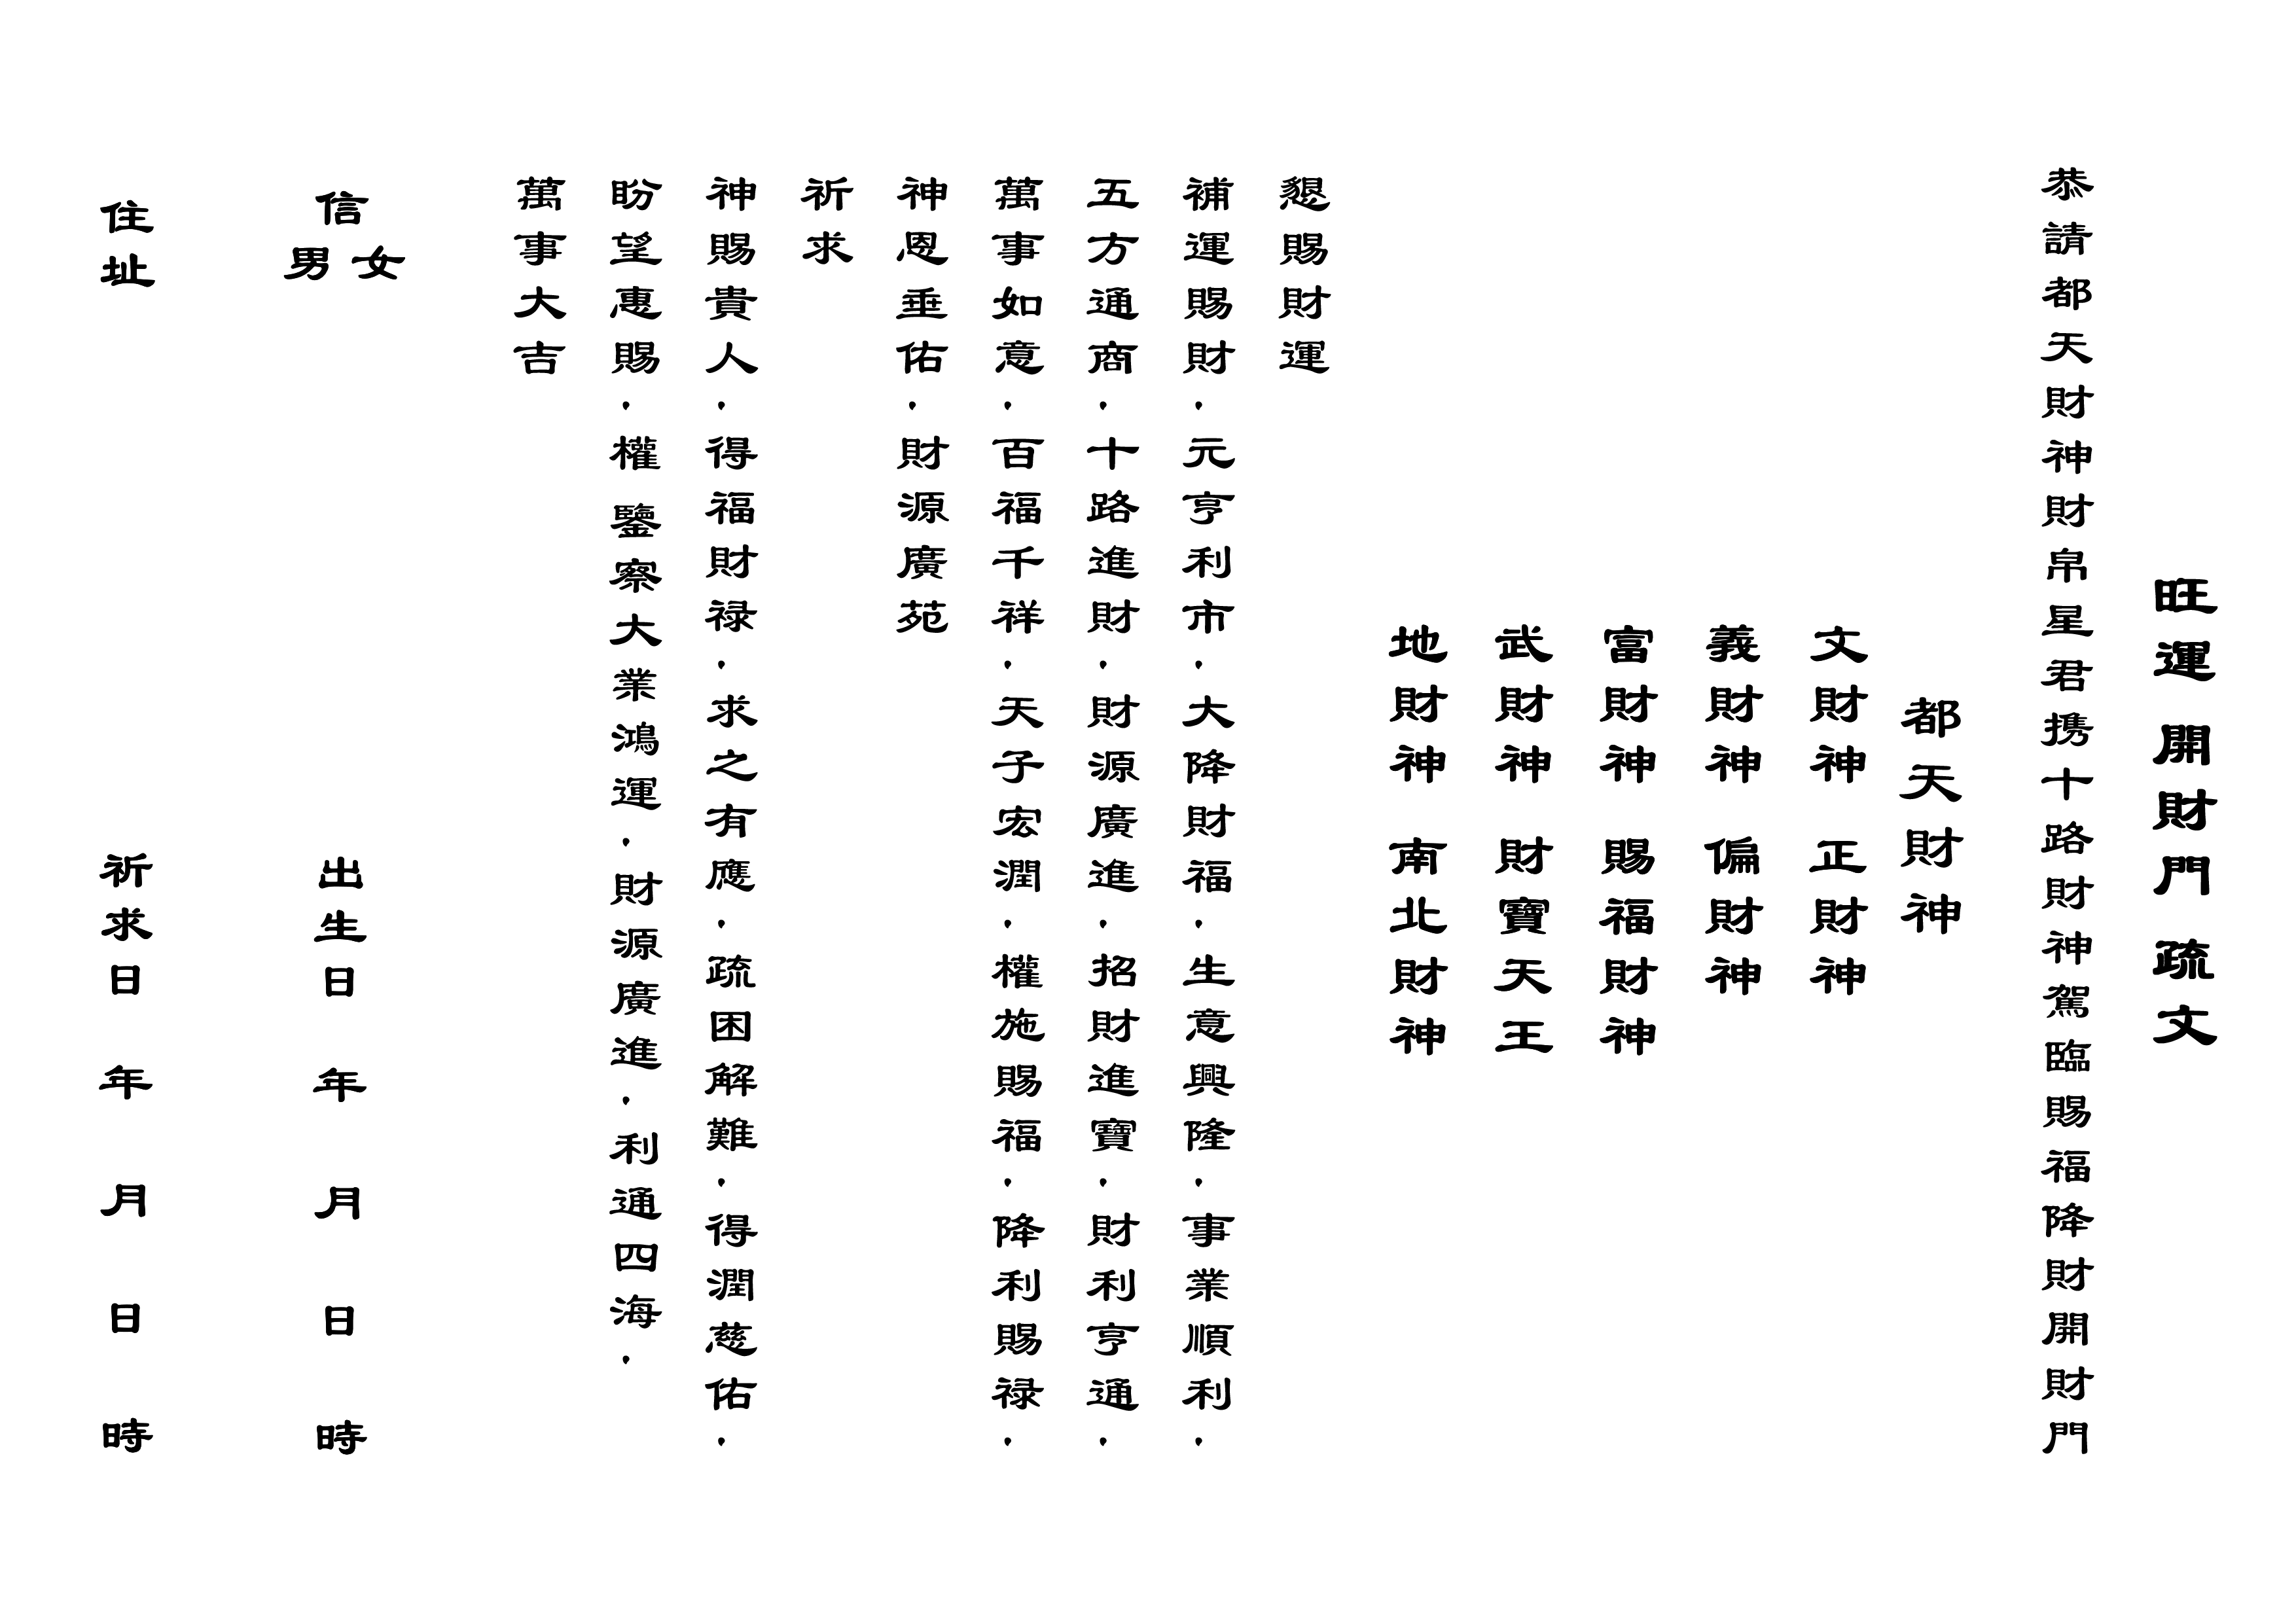 旺運 開財門 疏文
恭請都天財神財帛星君携十路財神駕臨賜福降財開財門
都天財神
文財神 正財神
義財神 偏財神
富財神 賜福財神
武財神 財寶天王
地財神 南北財神
懇賜財運
補運賜財，元亨利市，大降財福，生意興隆，事業順利，
五方通商，十路進財，財源廣進，招財進寶，財利亨通，
萬事如意，百福千祥，天子宏潤，權施賜福，降利賜祿，
神恩垂佑，財源廣苑
祈求
神賜貴人，得福財祿，求之有應，疏困解難，得潤慈佑，
盼望惠賜，權 鑒察大業鴻運，財源廣進，利通四海，
萬事大吉
信男女 出生日 年 月 日 時
住址 祈求日 年 月 日 時